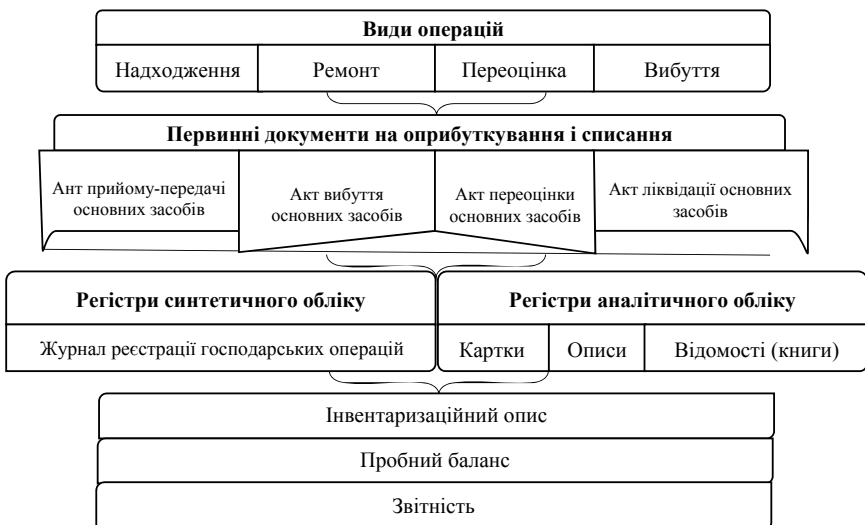 Види операцій
Надходження Ремонт Переоцінка Вибуття
Первинні документи на оприбуткування і списання
Ант прийому-передачі
основних засобів
Акт вибуття
основних засобів
Акт переоцінки
основних засобів
Акт ліквідації основних
засобів
Регістри синтетичного обліку
Регістри аналітичного обліку
Журнал реєстрації господарських операцій
Картки Описи Відомості (книги)
Інвентаризаційний опис
Пробний баланс
Звітність